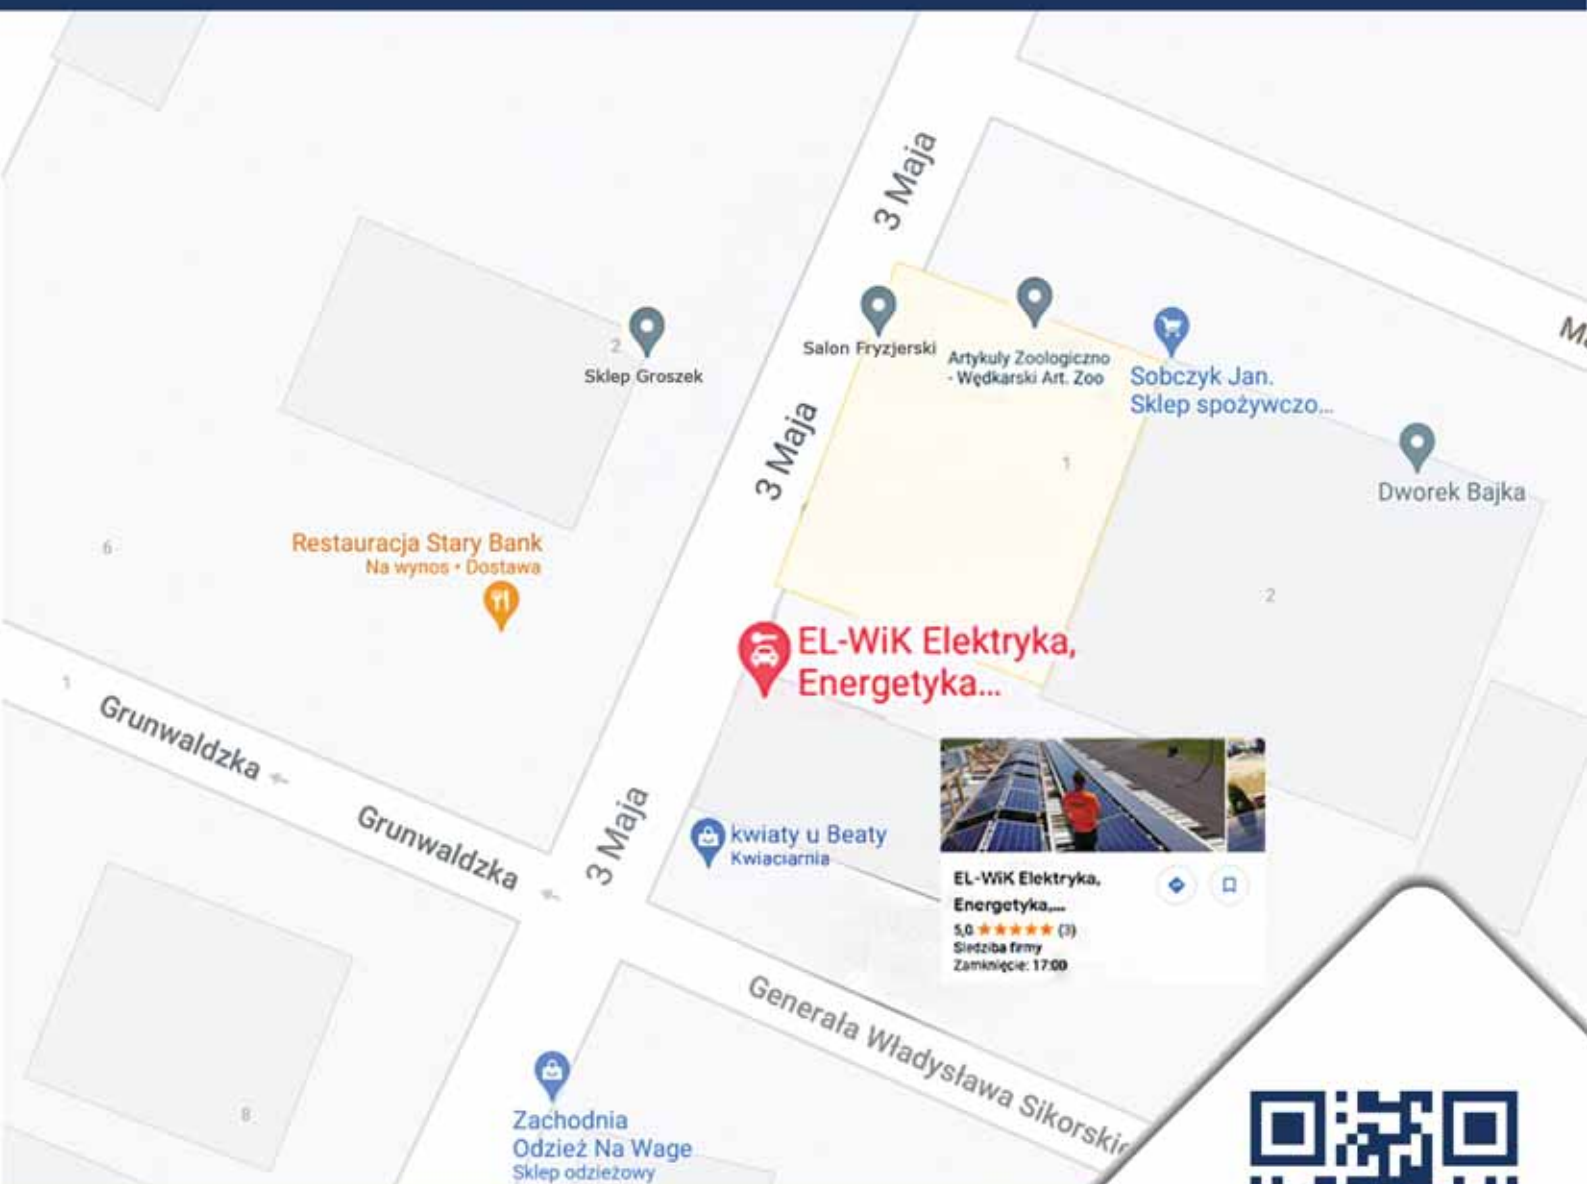 3 Maja
Salon Fryzjerski
Artykuly Zoologiczno
- Wędkarski Art. Zoo
Sobczyk Jan.
Sklep spożywczo...
2
Sklep Groszek
3 Maja
1
Dworek Bajka
Restauracja Stary Bank
Na wynos • Dostawa
6
2
EL-WiK Elektryka,
Energetyka...
1
Grunwaldzka
Grunwaldzka
3 Maja
kwiaty u Beaty
Kwiaciarnia
EL-WiK Elektryka,
Energetyka,...
5,0 ★★★★★ (3)
Siedziba firmy
Zamknięcie: 17:00
Generała Władysława
8
Zachodnia
Odzież Na Wage
Sklep odzieżowy